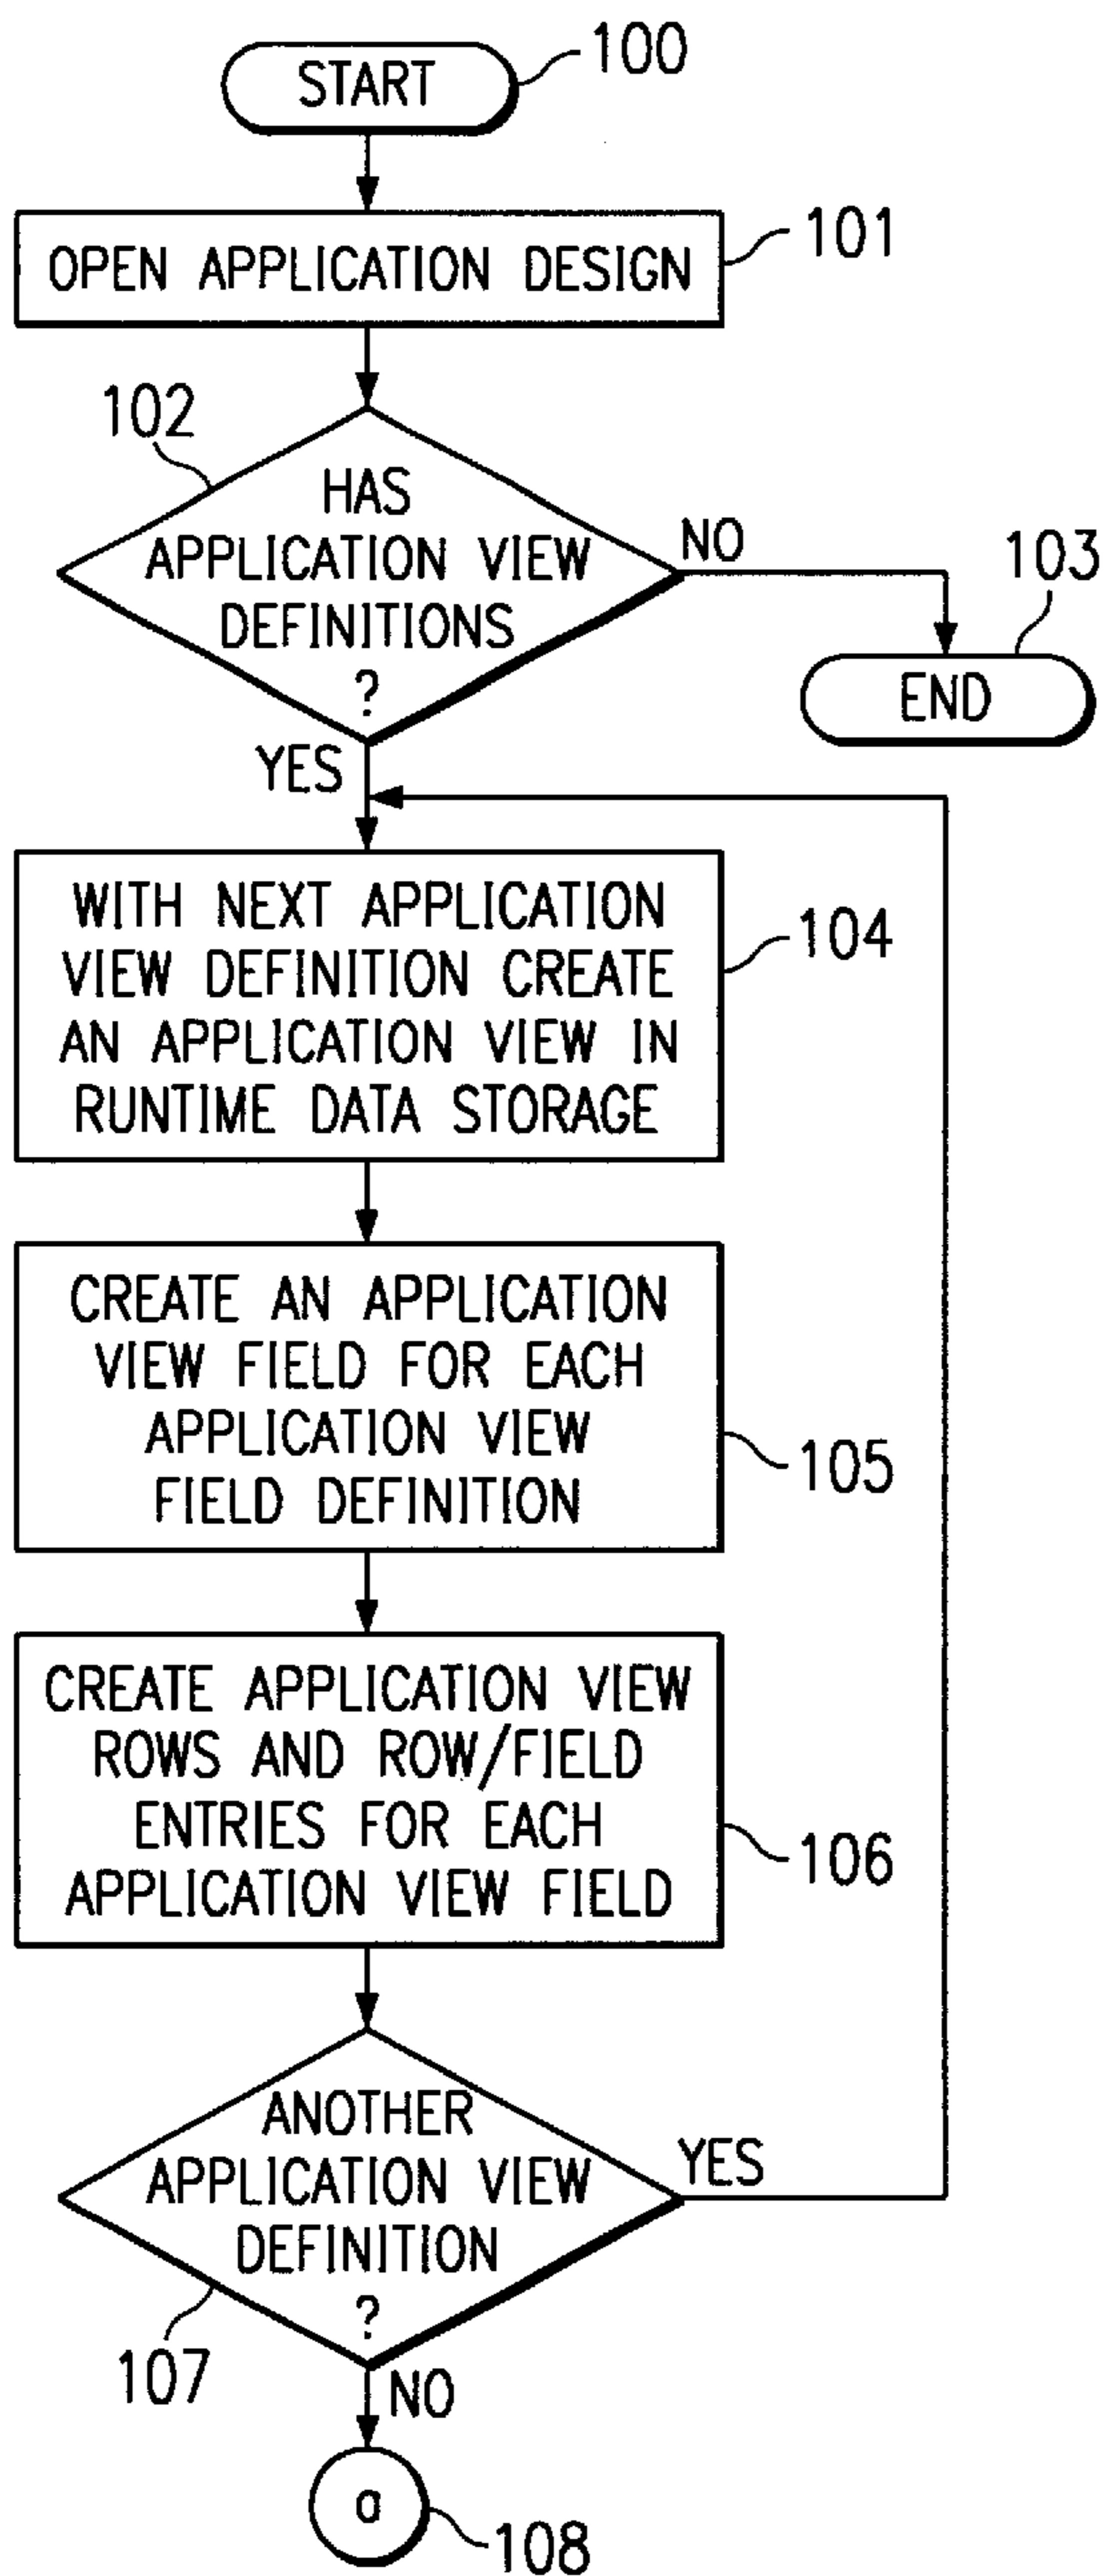 START
100
OPEN APPLICATION DESIGN
101
102
HAS
APPLICATION VIEW
DEFINITIONS
?
NO
103
END
YES
WITH NEXT APPLICATION
VIEW DEFINITION CREATE
AN APPLICATION VIEW IN
RUNTIME DATA STORAGE
104
CREATE AN APPLICATION
VIEW FIELD FOR EACH
APPLICATION VIEW
FIELD DEFINITION
105
CREATE APPLICATION VIEW
ROWS AND ROW/FIELD
ENTRIES FOR EACH
APPLICATION VIEW FIELD
106
ANOTHER
APPLICATION VIEW
DEFINITION
?
YES
107
NO
a
108